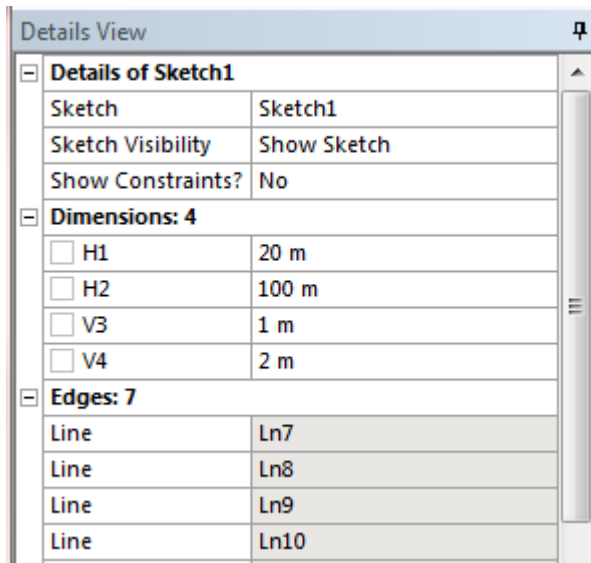 Details View
Details of Sketch1
Sketch Sketch1
Sketch Visibility Show Sketch
Show Constraints? No
Dimensions: 4
H1 20 m
H2 100 m
V3 1 m
V4 2 m
Edges: 7
Line Ln7
Line Ln8
Line Ln9
Line Ln10